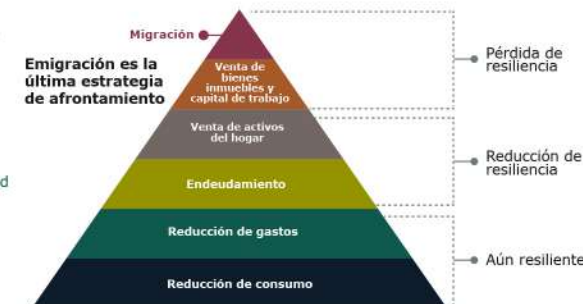 Migración
Emigración es la
última estrategia
de afrontamiento
Venta de
bienes
inmuebles y
capital de trabajo
Pérdida de
resiliencia
Venta de activos
del hogar
Reducción de
resiliencia
d
Endeudamiento
Reducción de gastos
Aún resiliente
Reducción de consumo